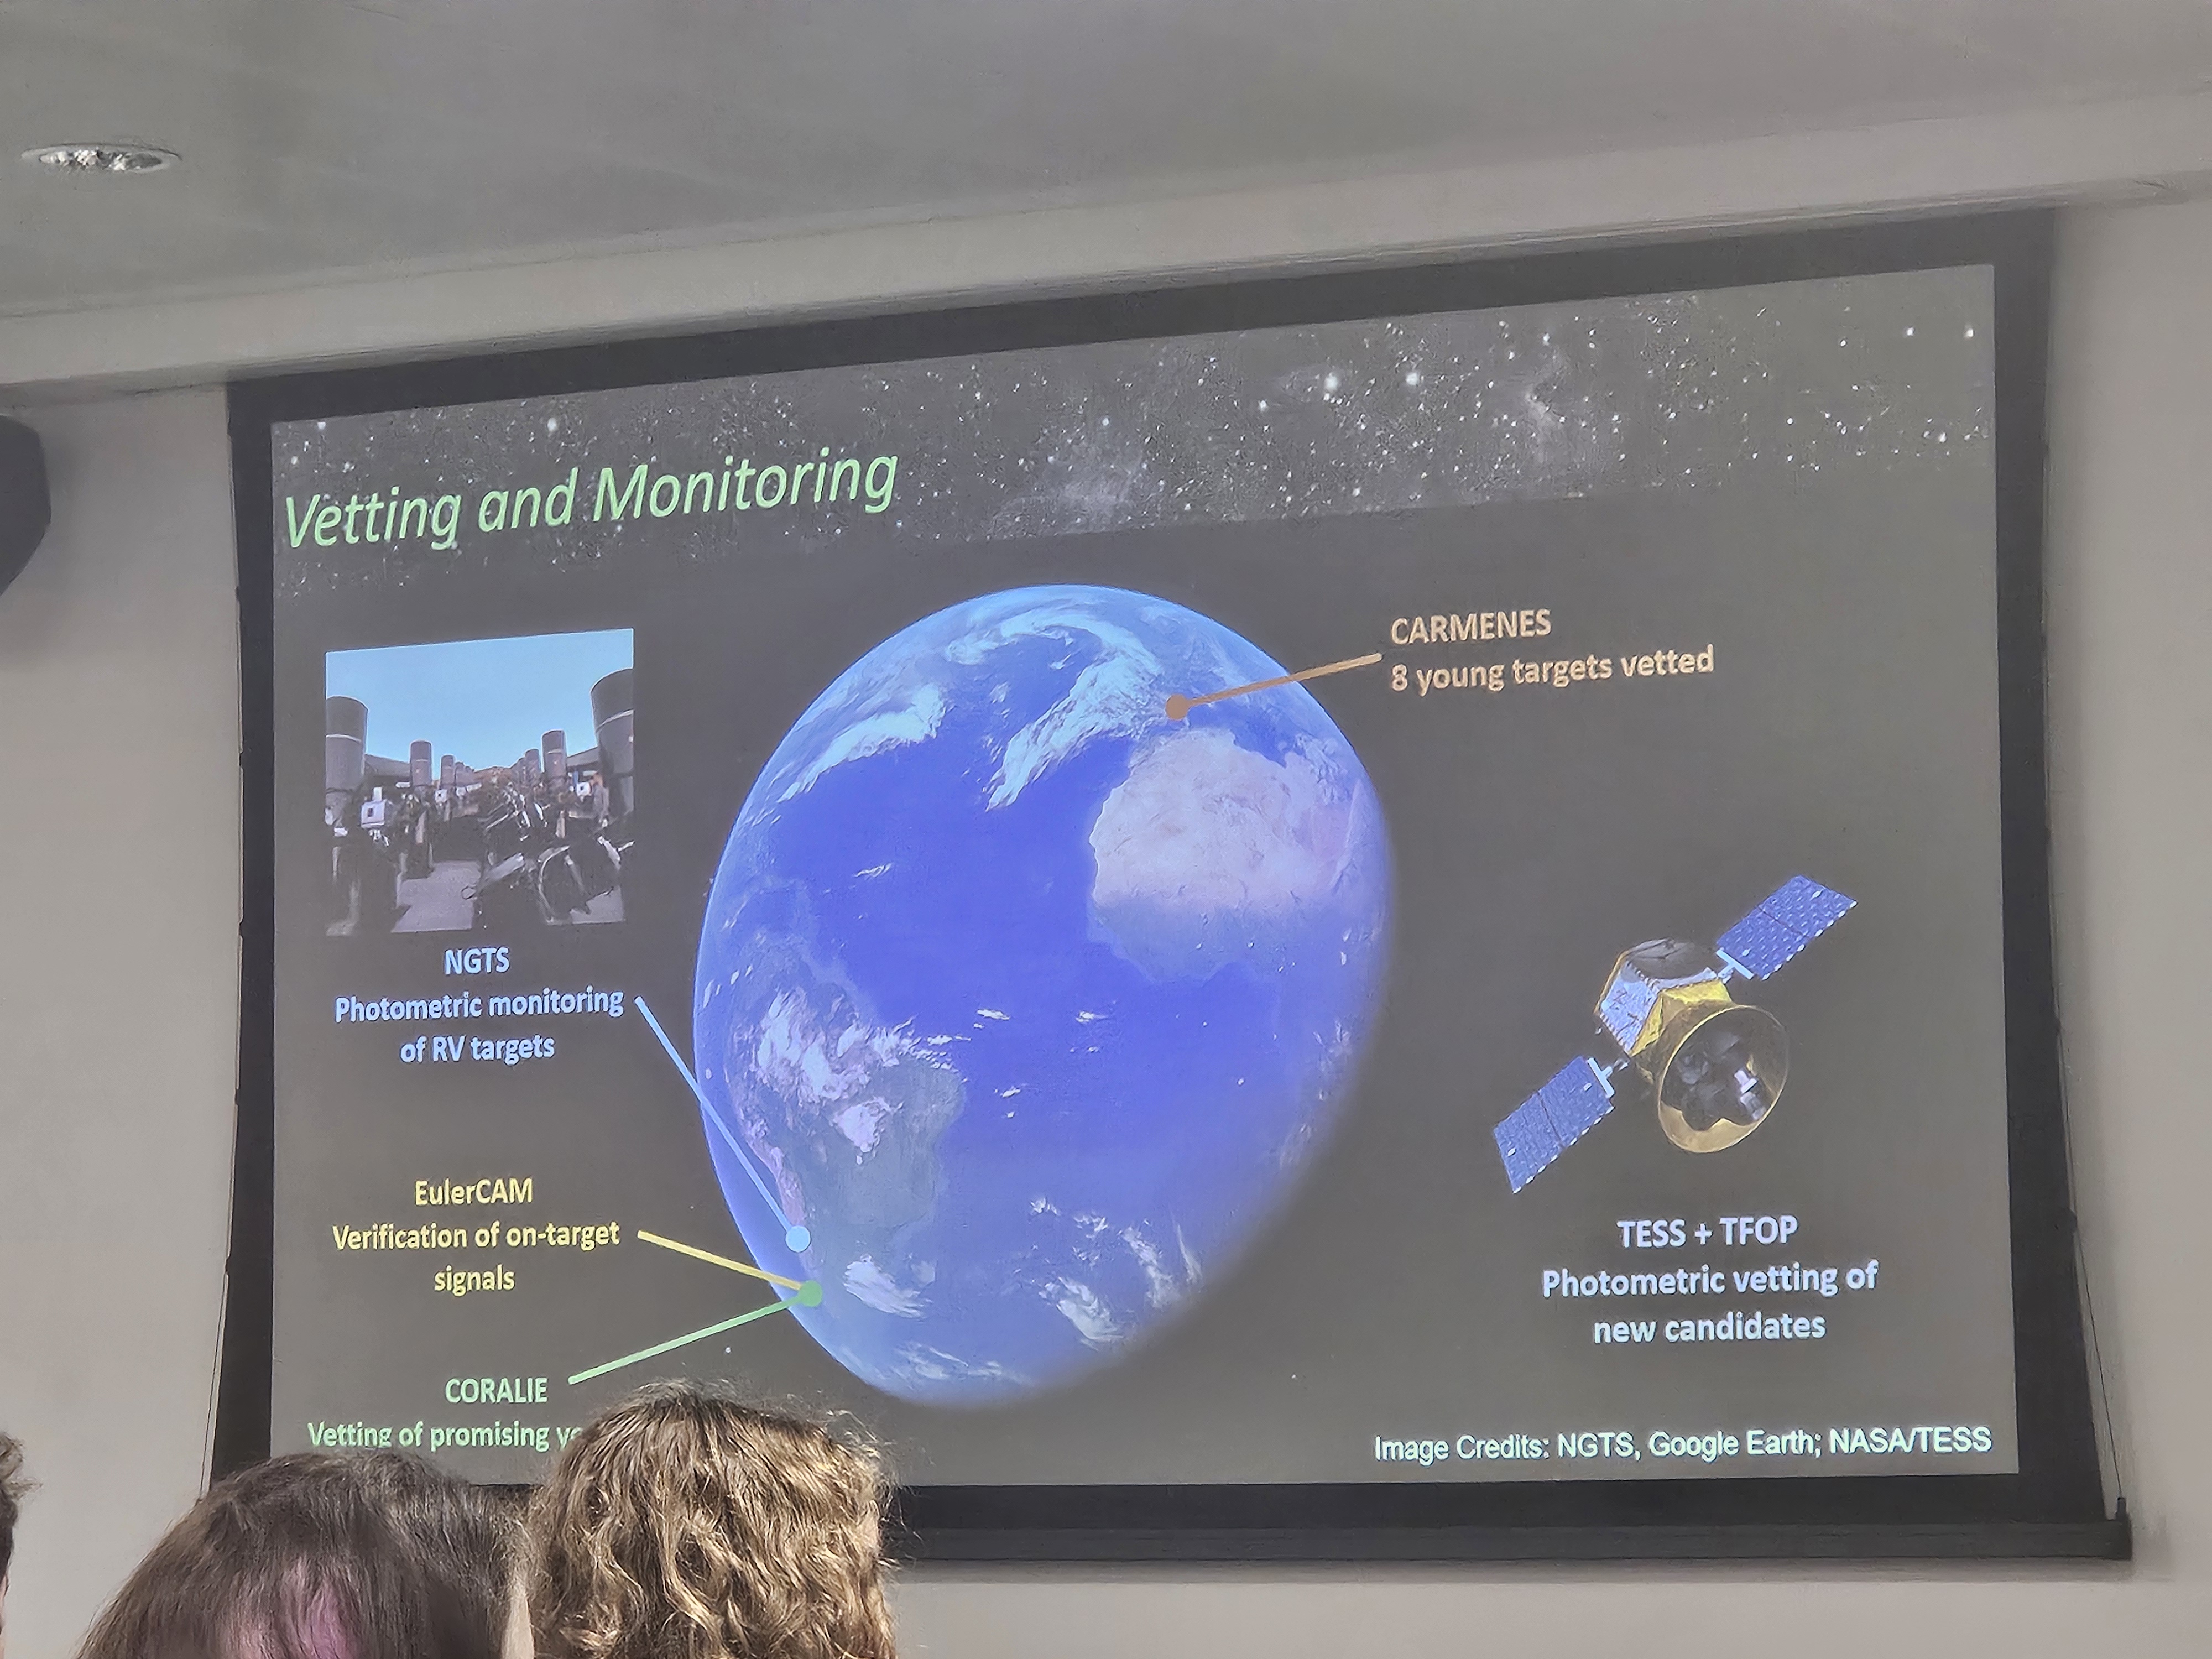 Vetting and Monitoring
CARMENES
8 young targets vetted
NGTS
Photometric monitoring
of RV targets
EulerCAM
Verification of on-target
signals
CORALIE
Vetting of promising
TESS + TFOP
Photometric vetting of
new candidates
Image Credits: NGTS, Google Earth; NASA/TESS